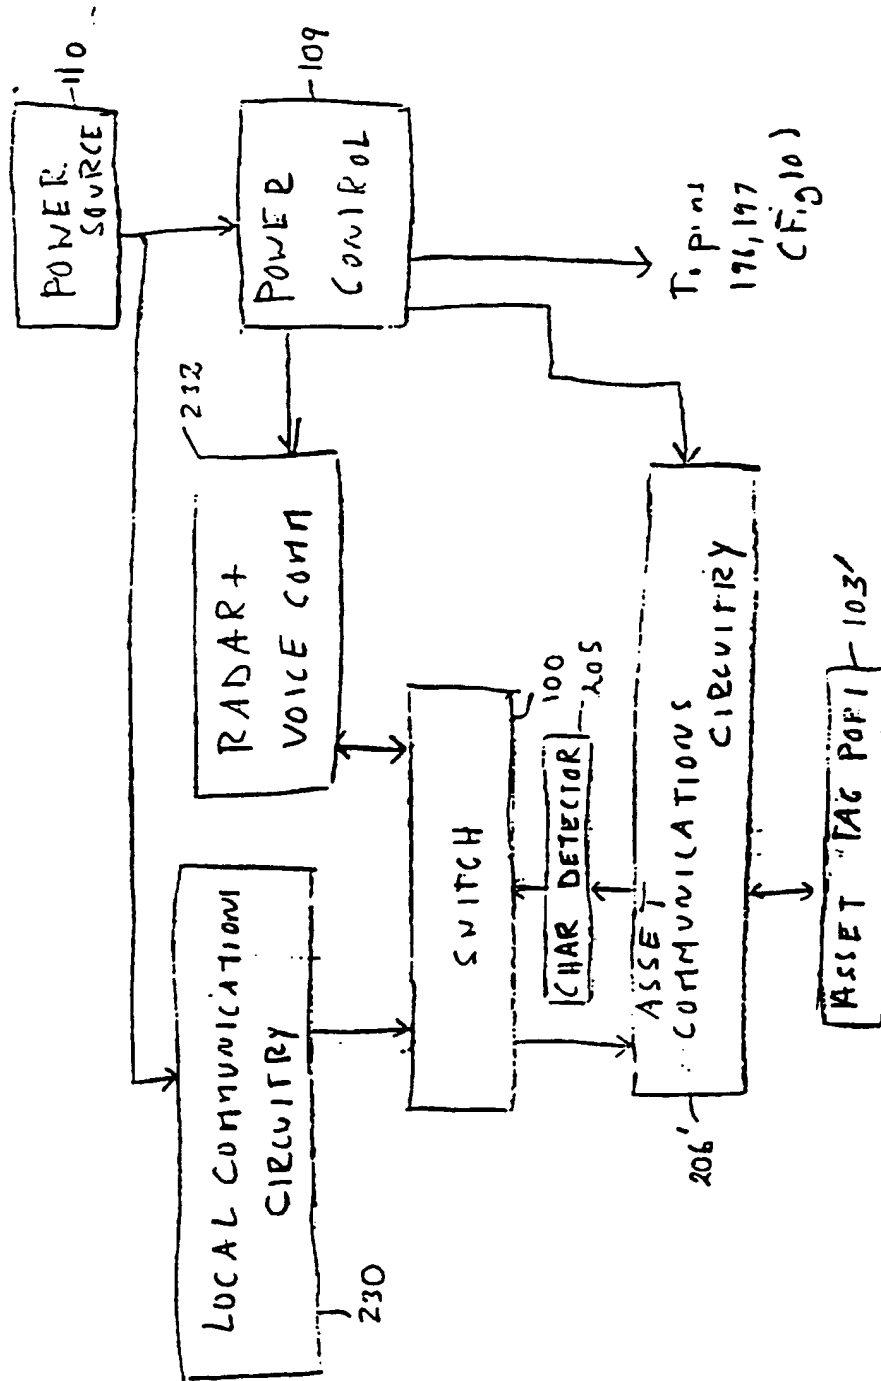 POWER
SOURCE
110
POWER
CONTROL
109
To pins
196, 197
(Fig 10)
232
RADAR +
VOICE COMM
LOCAL COMMUNICATIONS
CIRCUITRY
230
SWITCH
100
CHAR DETECTOR
205
ASSET
COMMUNICATIONS
CIRCUITRY
206'
ASSET TAG PORT
103'